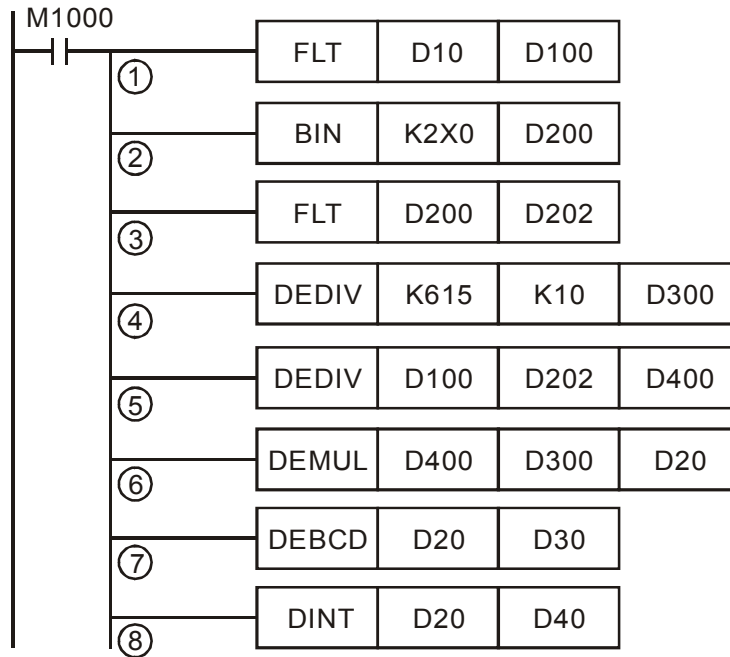 M1000
FLT D10 D100
①
BIN K2X0 D200
②
FLT D200 D202
③
DEDIV K615 K10 D300
④
DEDIV D100 D202 D400
⑤
DEMUL D400 D300 D20
⑥
DEBCD D20 D30
⑦
DINT D20 D40
⑧